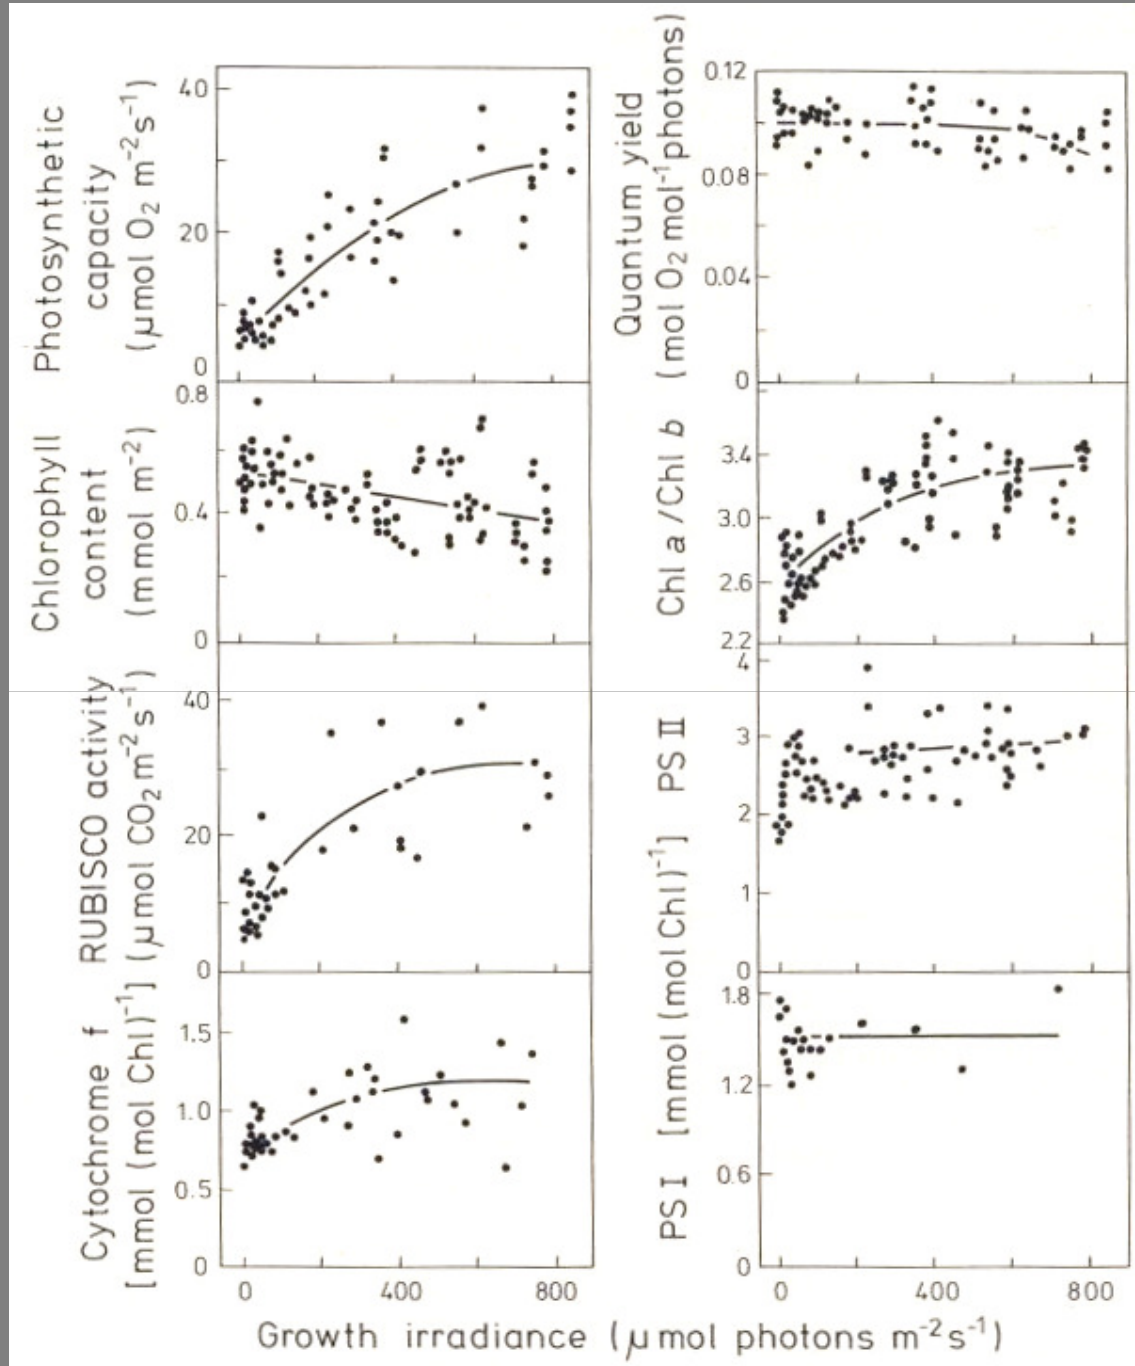 Photosynthetic
capacity
(μmol O₂ m⁻²s⁻¹)
40
20
0
Quantum yield
(mol O₂ mol⁻¹ photons)
0.12
0.08
0.04
0
Chlorophyll
content
(mmol m⁻²)
0.8
0.4
0
Chl a /Chl b
3.4
3.0
2.6
2.2
RUBISCO activity
(μmol CO₂ m⁻²s⁻¹)
40
20
0
PS II
[mmol (mol Chl)⁻¹]
4
3
2
1
0
Cytochrome f
[mmol (mol Chl)⁻¹]
1.5
1.0
0.5
0
PS I
1.8
1.2
0.6
0
0 400 800
0 400 800
Growth irradiance (μmol photons m⁻²s⁻¹)